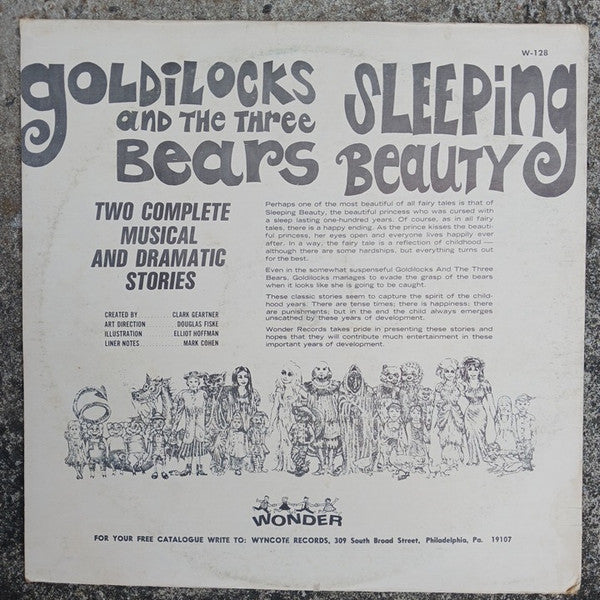 W-128
GOLDILOCKS
AND THE THREE
BEARS
SLEEPING
BEAUTY
TWO COMPLETE
MUSICAL
AND DRAMATIC
STORIES
CREATED BY..........CLARK GEARTNER
ART DIRECTION........DOUGLAS FISKE
ILLUSTRATION........ELLIOT HOFFMAN
LINER NOTES...........MARK COHEN
Perhaps one of the most beautiful of all fairy tales is that of
Sleeping Beauty, the beautiful princess who was cursed with
a sleep lasting one-hundred years. Of course, as in all fairy
tales, there is a happy ending. As the prince kisses the beauti-
ful princess, her eyes open and everyone lives happily ever
after. In a way, the fairy tale is a reflection of childhood —
although there are some hardships, but everything turns out
for the best.
Even in the somewhat suspenseful Goldilocks And The Three
Bears, Goldilocks manages to evade the grasp of the bears
when it looks like she is going to be caught.
These classic stories seem to capture the spirit of the child-
hood years. There are tense times; there is happiness; there
are punishments; but in the end the child always emerges
unscathed by these years of development.
Wonder Records takes pride in presenting these stories and
hopes that they will contribute much entertainment in these
important years of development.
WONDER
FOR YOUR FREE CATALOGUE WRITE TO: WYNCOTE RECORDS, 309 South Broad Street, Philadelphia, Pa. 19107